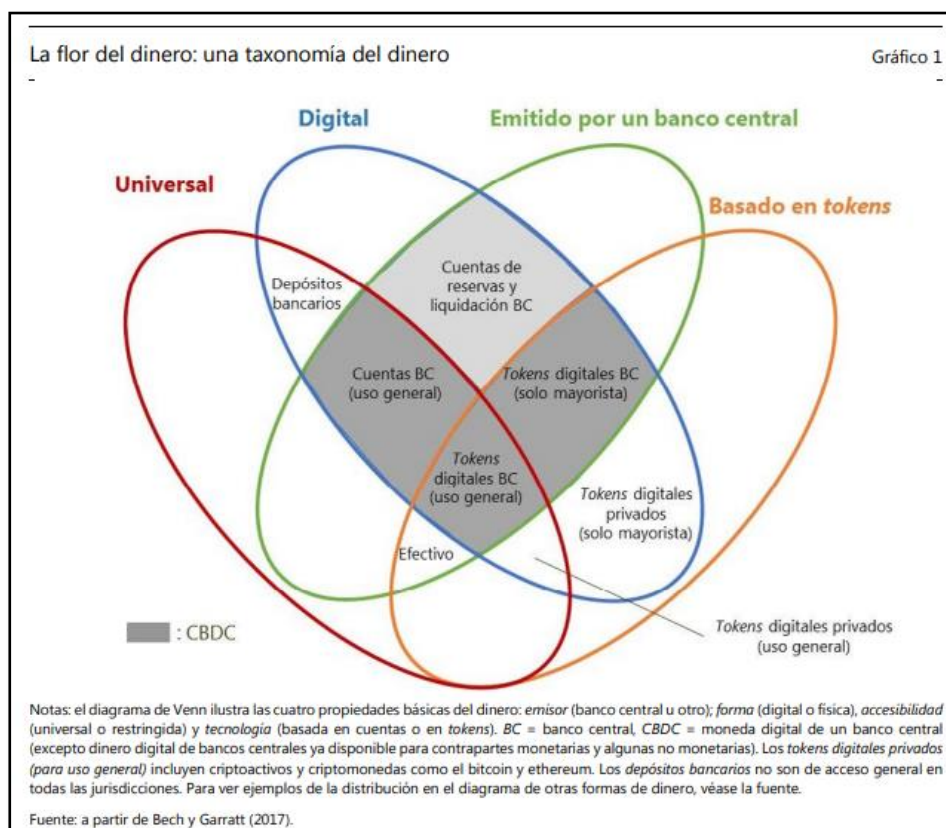 La flor del dinero: una taxonomía del dinero
Gráfico 1
Digital
Emitido por un banco central
Universal
Basado en tokens
Depósitos
bancarios
Cuentas de
reservas y
liquidación BC
Cuentas BC
(uso general)
Tokens digitales BC
(solo mayorista)
Tokens
digitales BC
(uso general)
Tokens digitales
privados
(solo mayorista)
Efectivo
: CBDC
Tokens digitales privados
(uso general)
Notas: el diagrama de Venn ilustra las cuatro propiedades básicas del dinero: emisor (banco central u otro); forma (digital o física), accesibilidad
(universal o restringida) y tecnología (basada en cuentas o en tokens). BC = banco central, CBDC = moneda digital de un banco central
(excepto dinero digital de bancos centrales ya disponible para contrapartes monetarias y algunas no monetarias). Los tokens digitales privados
(para uso general) incluyen criptoactivos y criptomonedas como el bitcoin y ethereum. Los depósitos bancarios no son de acceso general en
todas las jurisdicciones. Para ver ejemplos de la distribución en el diagrama de otras formas de dinero, véase la fuente.
Fuente: a partir de Bech y Garratt (2017).